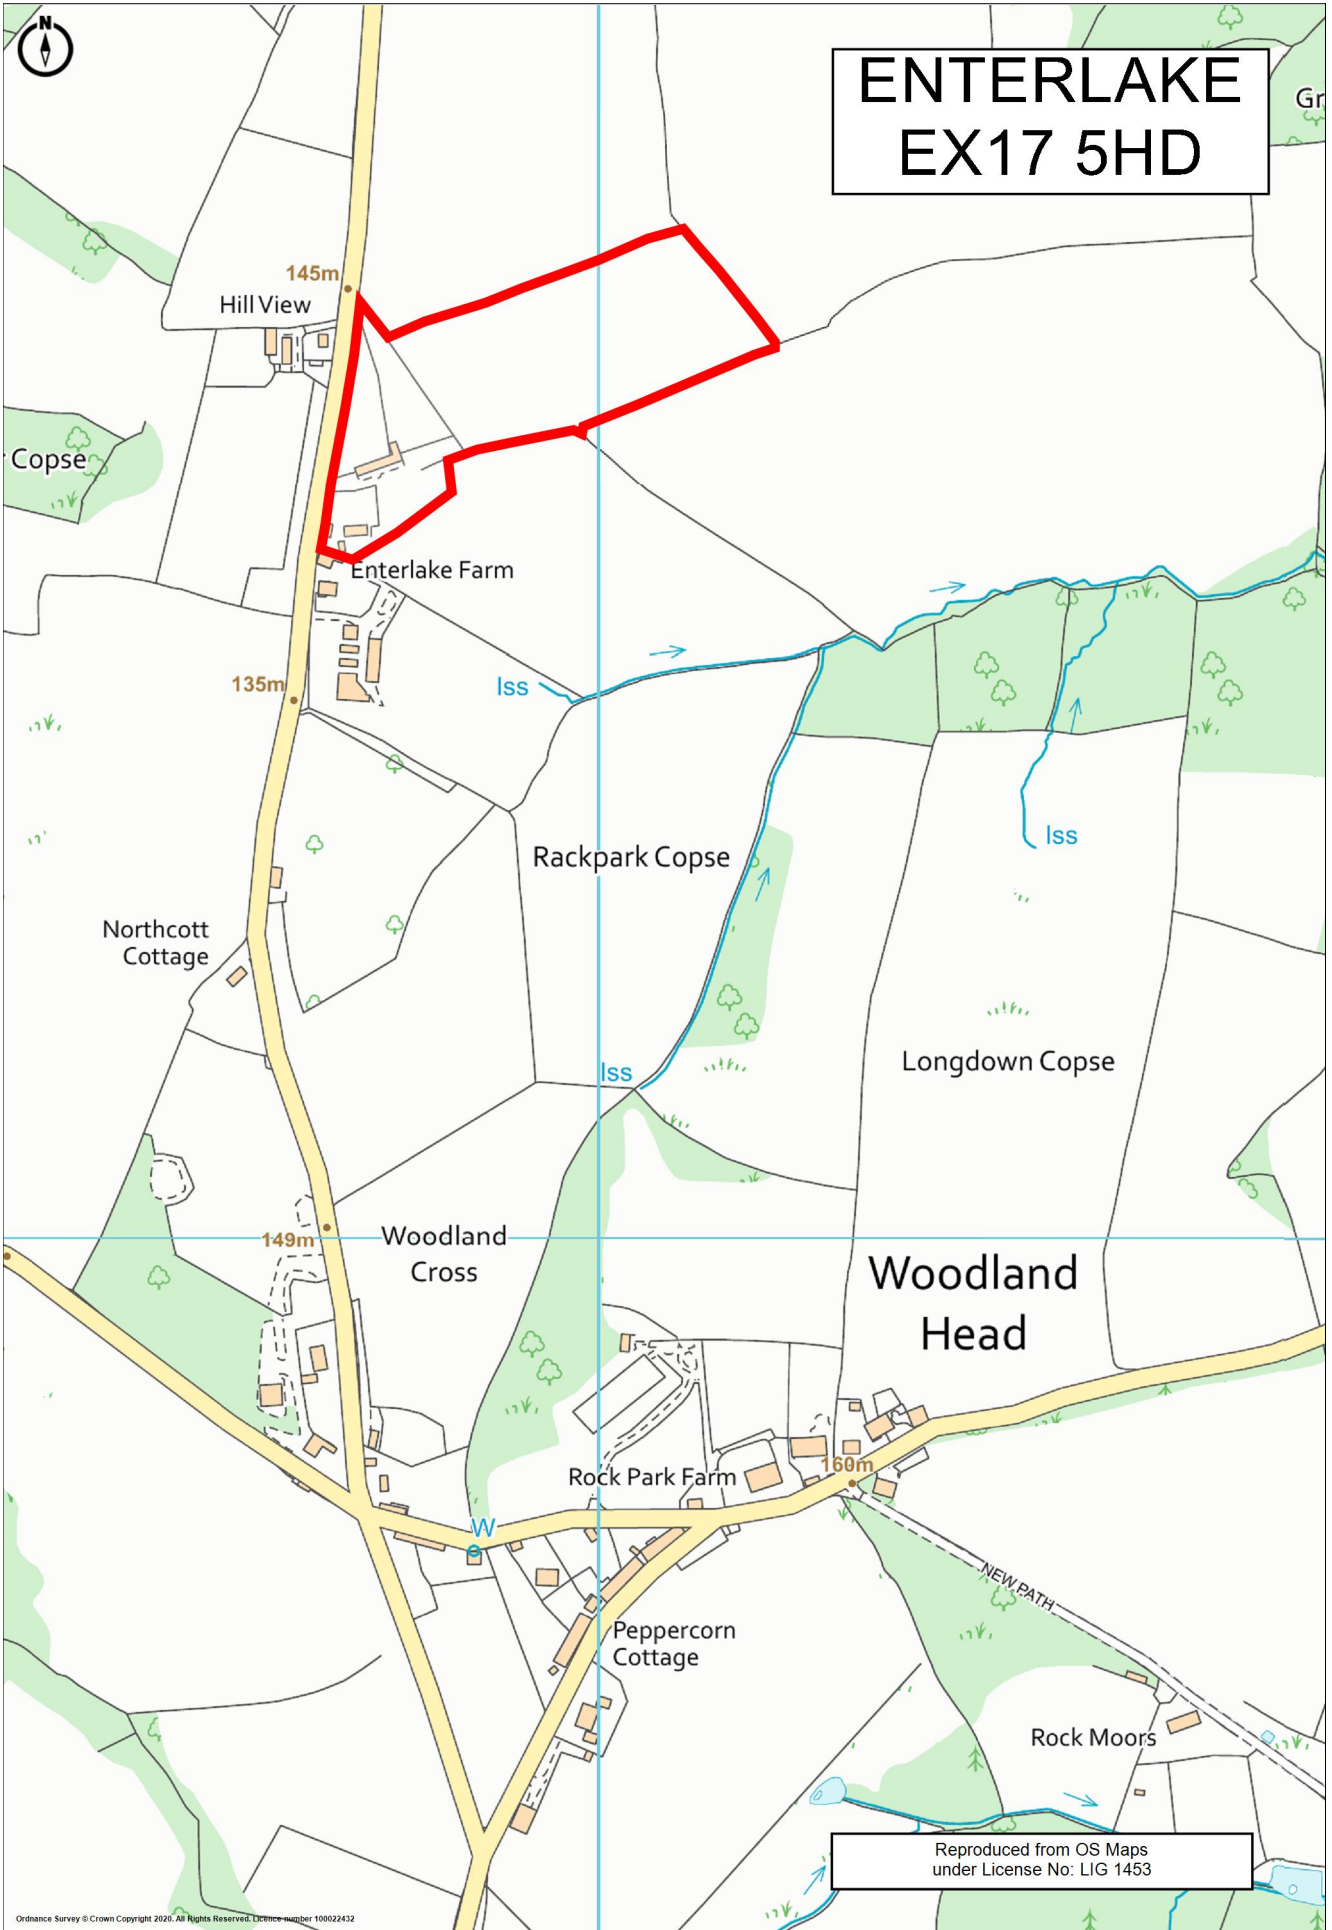 N
ENTERLAKE
EX17 5HD
Gr
145m
Hill View
Copse
Enterlake Farm
135m
Iss
Iss
Rackpark Copse
Northcott
Cottage
Iss
Longdown Copse
149m
Woodland
Cross
Woodland
Head
160m
Rock Park Farm
W
NEW PATH
Peppercorn
Cottage
Rock Moors
Reproduced from OS Maps
under License No: LIG 1453
Ordnance Survey © Crown Copyright 2020. All Rights Reserved. Licence number 100022432